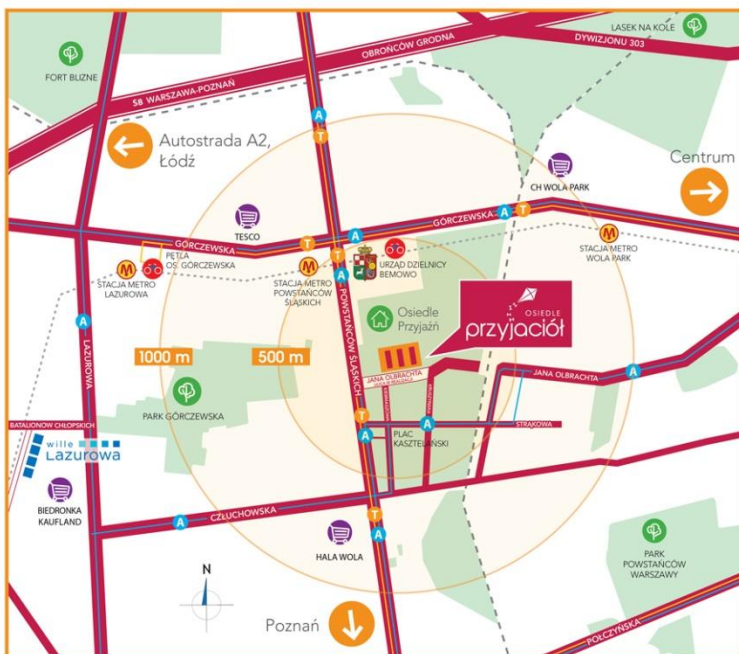 LASEK NA KOLE
DYWIZJONU 303
OBROŃCÓW GRODNA
S8 WARSZAWA-POZNAŃ
FORT BLIZNE
A
T
Autostrada A2,
Łódź
Centrum
CH WOLA PARK
TESCO
A
T
GÓRCZEWSKA
A
GÓRCZEWSKA
T
T
A
PĘTLA
OS. GÓRCZEWSKA
M
STACJA METRO
LAZUROWA
M
STACJA METRO
POWSTAŃCÓW
ŚLĄSKICH
URZĄD DZIELNICY
BEMOWO
M
STACJA METRO
WOLA PARK
A
LAZUROWA
POWSTAŃCÓW ŚLĄSKICH
Osiedle
Przyjaźń
OSIEDLE
przyjaciół
1000 m
500 m
JANA OLBRACHTA
JANA OLBRACHTA
A
PARK GÓRCZEWSKA
T
A
PLAC
KASZTELAŃSKI
STRĄKOWA
A
BATALIONOW CHŁOPSKICH
wille
Lazurowa
BIEDRONKA
KAUFLAND
A
CZŁUCHOWSKA
T
A
HALA WOLA
PARK
POWSTAŃCÓW
WARSZAWY
N
Poznań
POŁCZYŃSKA